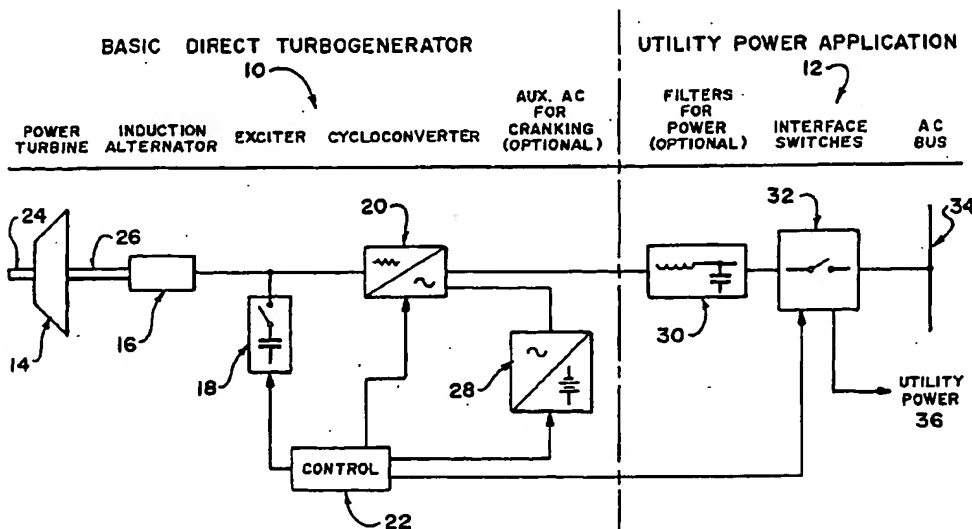 BASIC DIRECT TURBOGENERATOR
10
UTILITY POWER APPLICATION
12
POWER
TURBINE
INDUCTION
ALTERNATOR
EXCITER
CYCLOCONVERTER
AUX. AC
FOR
CRANKING
(OPTIONAL)
FILTERS
FOR
POWER
(OPTIONAL)
INTERFACE
SWITCHES
AC
BUS
24
26
14
16
18
20
28
30
32
34
UTILITY
POWER
36
CONTROL
22